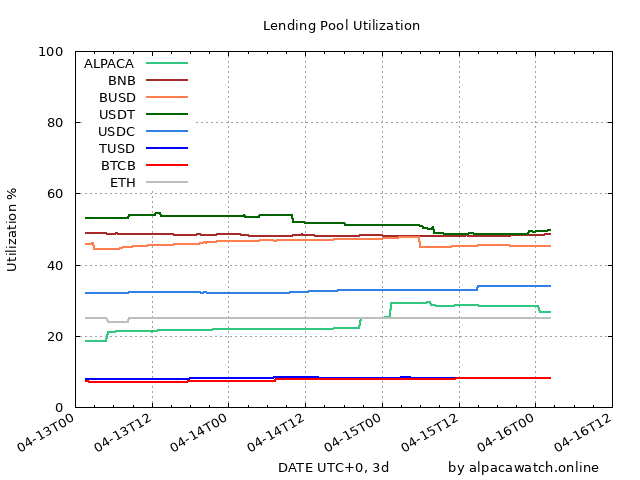 Lending Pool Utilization
100
80
60
40
20
0
Utilization %
ALPACA
BNB
BUSD
USDT
USDC
TUSD
BTCB
ETH
04-13T00
04-13T12
04-14T00
04-14T12
04-15T00
04-15T12
04-16T00
04-16T12
DATE UTC+0, 3d
by alpacawatch.online